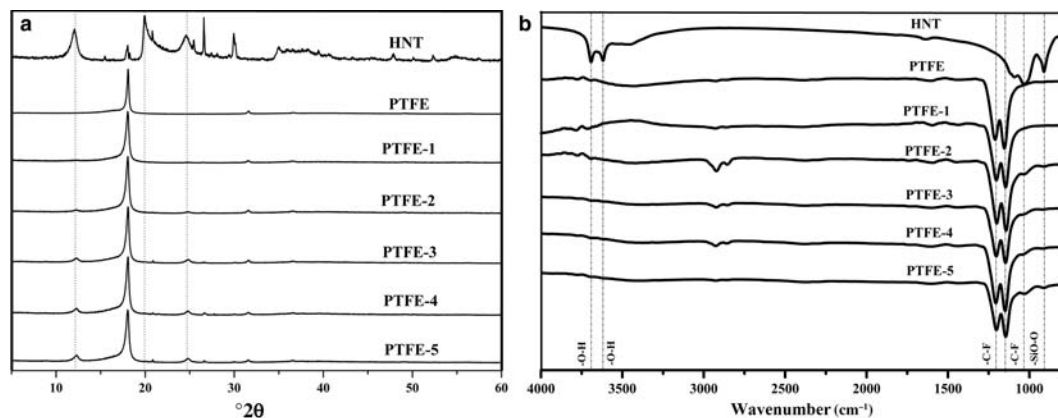 a
HNT
PTFE
PTFE-1
PTFE-2
PTFE-3
PTFE-4
PTFE-5
10 20 30 40 50 60
°2θ
b
HNT
PTFE
PTFE-1
PTFE-2
PTFE-3
PTFE-4
PTFE-5
-O-H
-O-H
-C-F
-C-F
-SiO-O
4000 3500 3000 2500 2000 1500 1000
Wavenumber (cm⁻¹)